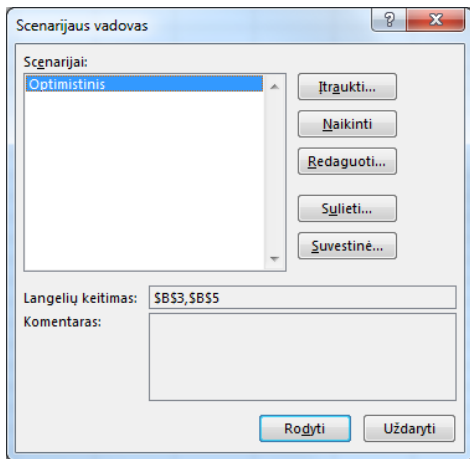 Scenarijaus vadovas
Scenarijai:
Optimistinis
Įtraukti...
Naikinti
Redaguoti...
Sulieti...
Suvestinė...
Langelių keitimas: $B$3,$B$5
Komentaras:
Rodyti Uždaryti